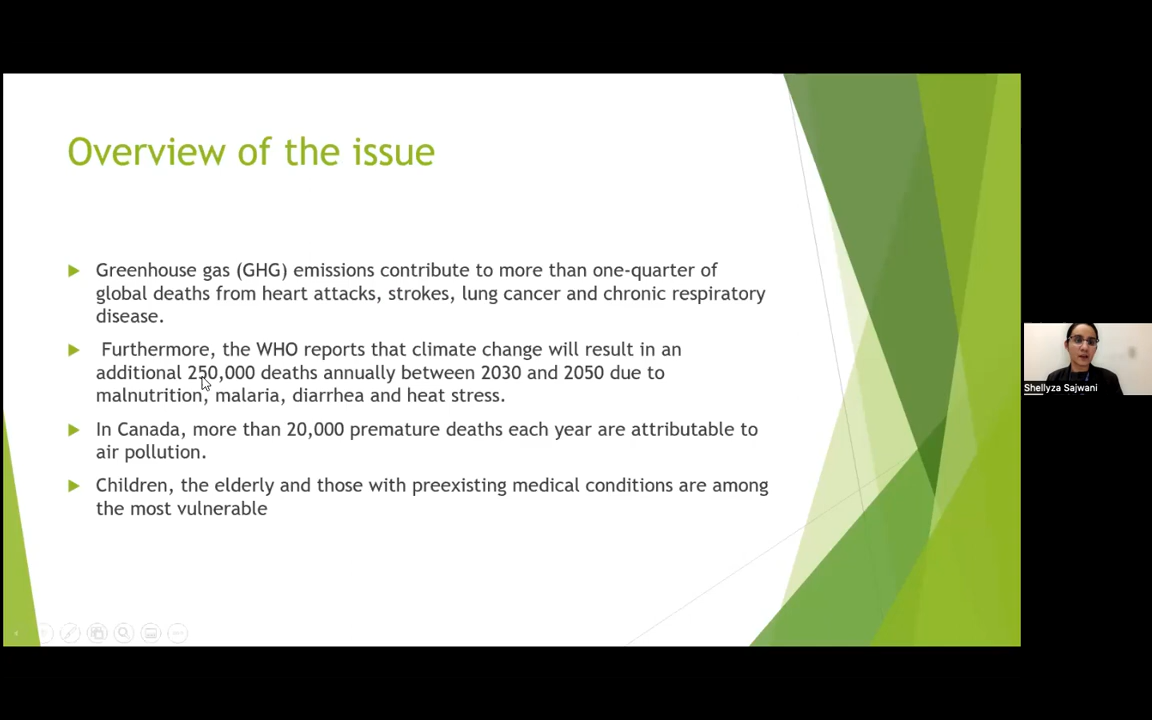 Overview of the issue
Greenhouse gas (GHG) emissions contribute to more than one-quarter of
global deaths from heart attacks, strokes, lung cancer and chronic respiratory
disease.
Furthermore, the WHO reports that climate change will result in an
additional 250,000 deaths annually between 2030 and 2050 due to
malnutrition, malaria, diarrhea and heat stress.
In Canada, more than 20,000 premature deaths each year are attributable to
air pollution.
Children, the elderly and those with preexisting medical conditions are among
the most vulnerable
Shellyza Sajwani